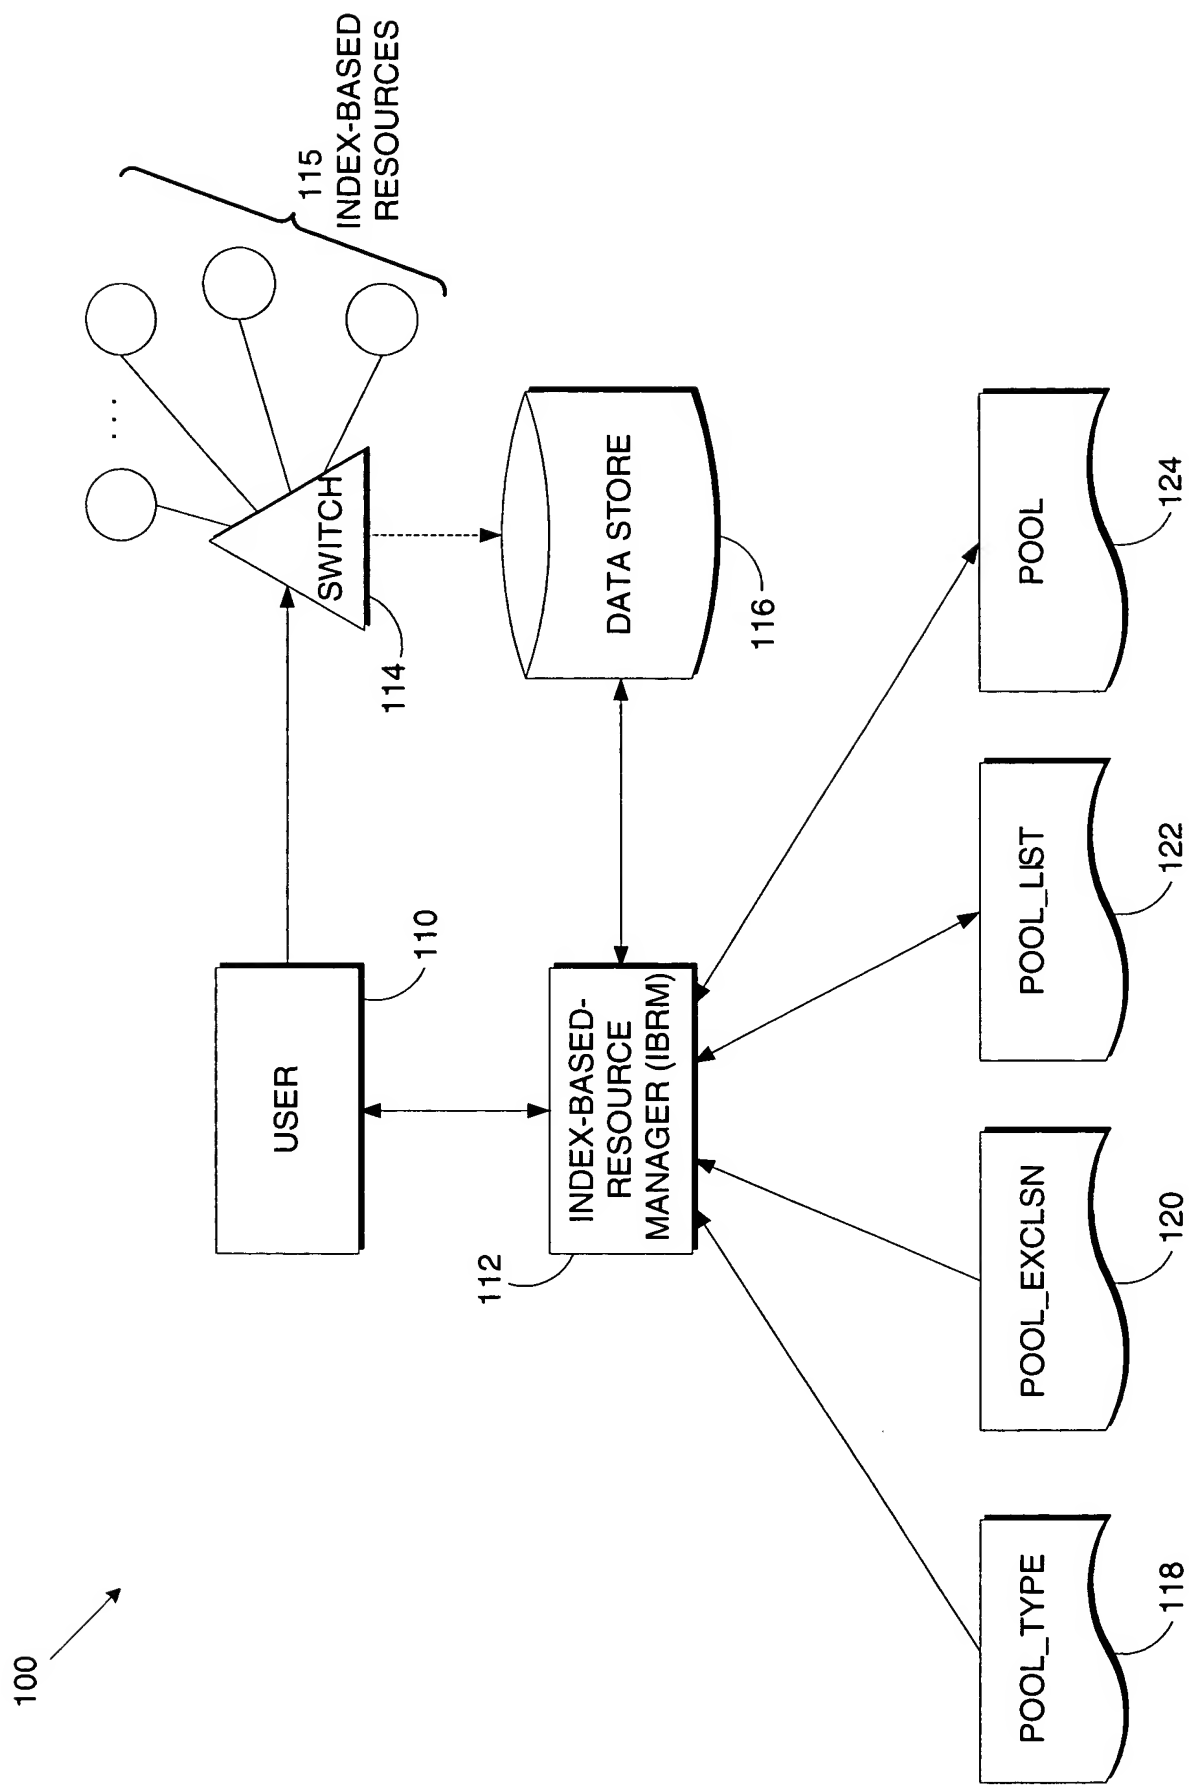 100
USER
110
SWITCH
114
115
INDEX-BASED
RESOURCES
...
INDEX-BASED-
RESOURCE
MANAGER (IBRM)
112
DATA STORE
116
POOL_TYPE
118
POOL_EXCLSN
120
POOL_LIST
122
POOL
124